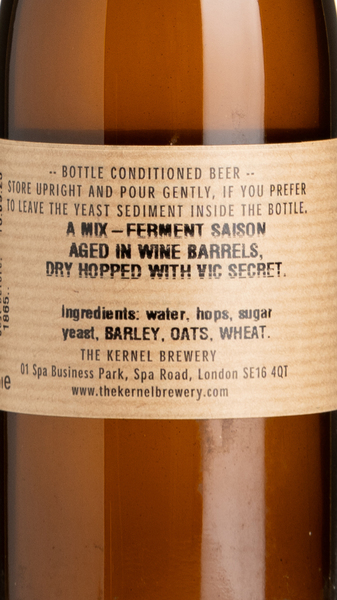 -- BOTTLE CONDITIONED BEER --
STORE UPRIGHT AND POUR GENTLY, IF YOU PREFER
TO LEAVE THE YEAST SEDIMENT INSIDE THE BOTTLE.
A MIX-FERMENT SAISON
AGED IN WINE BARRELS,
DRY HOPPED WITH VIC SECRET.
Ingredients: water, hops, sugar
yeast, BARLEY, OATS, WHEAT.
THE KERNEL BREWERY
01 Spa Business Park, Spa Road, London SE16 4QT
www.thekernelbrewery.com
1865.